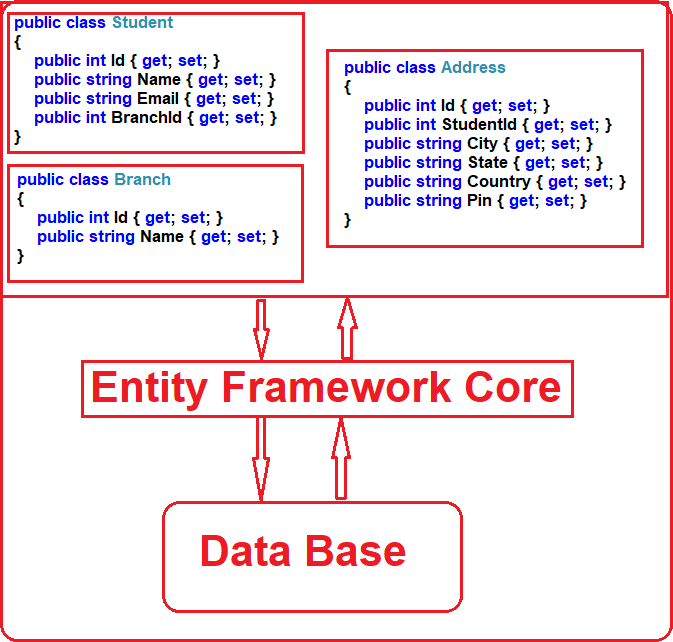 public class Student
{
public int Id { get; set; }
public string Name { get; set; }
public string Email { get; set; }
public int BranchId { get; set; }
}
public class Branch
{
public int Id { get; set; }
public string Name { get; set; }
}
public class Address
{
public int Id { get; set; }
public int StudentId { get; set; }
public string City { get; set; }
public string State { get; set; }
public string Country { get; set; }
public string Pin { get; set; }
}
Entity Framework Core
Data Base